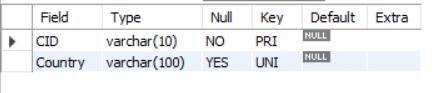 Field Type Null Key Default Extra
CID varchar(10) NO PRI NULL
Country varchar(100) YES UNI NULL